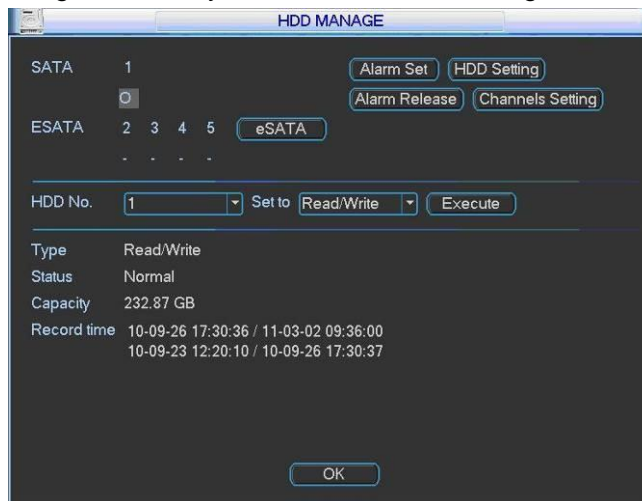 HDD MANAGE
SATA 1 Alarm Set HDD Setting
O Alarm Release Channels Setting
ESATA 2 3 4 5 eSATA
- - - -
HDD No. 1 Set to Read/Write Execute
Type Read/Write
Status Normal
Capacity 232.87 GB
Record time 10-09-26 17:30:36 / 11-03-02 09:36:00
10-09-23 12:20:10 / 10-09-26 17:30:37
OK